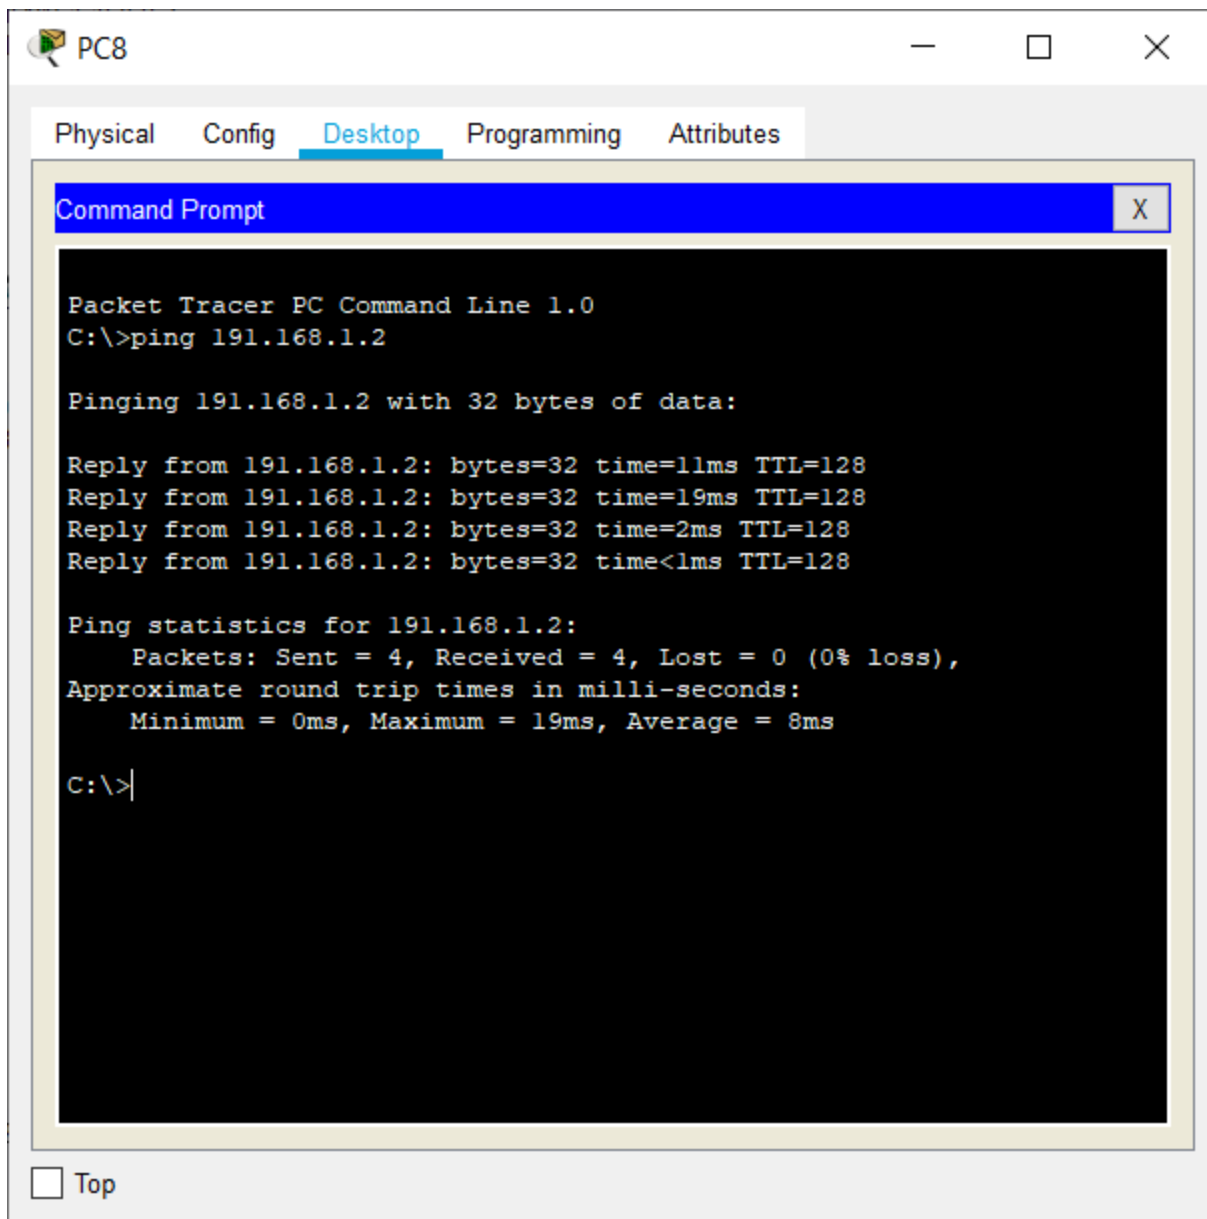 PC8
Physical Config Desktop Programming Attributes
Command Prompt X
Packet Tracer PC Command Line 1.0
C:\>ping 191.168.1.2
Pinging 191.168.1.2 with 32 bytes of data:
Reply from 191.168.1.2: bytes=32 time=11ms TTL=128
Reply from 191.168.1.2: bytes=32 time=19ms TTL=128
Reply from 191.168.1.2: bytes=32 time=2ms TTL=128
Reply from 191.168.1.2: bytes=32 time<1ms TTL=128
Ping statistics for 191.168.1.2:
Packets: Sent = 4, Received = 4, Lost = 0 (0% loss),
Approximate round trip times in milli-seconds:
Minimum = 0ms, Maximum = 19ms, Average = 8ms
C:\>
Top